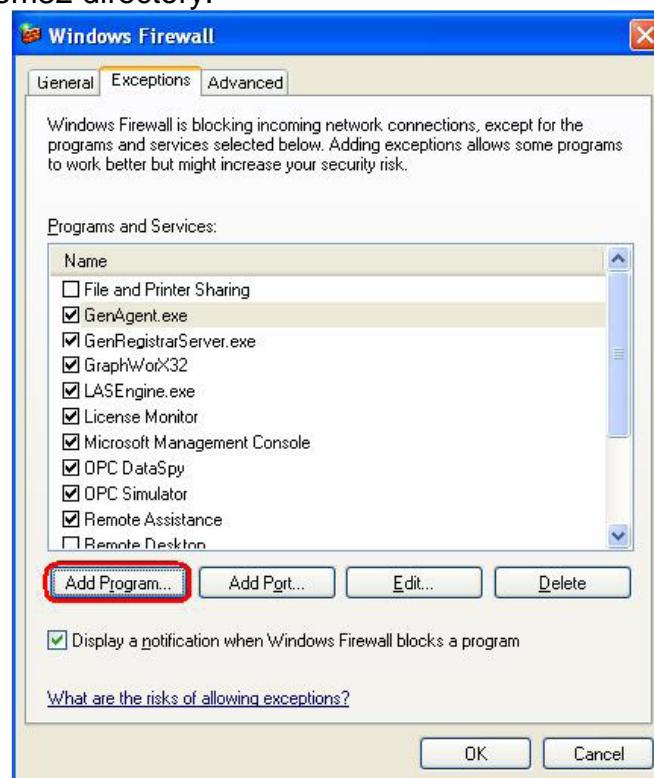 directory.
Windows Firewall
General Exceptions Advanced
Windows Firewall is blocking incoming network connections, except for the
programs and services selected below. Adding exceptions allows some programs
to work better but might increase your security risk.
Programs and Services:
Name
File and Printer Sharing
GenAgent.exe
GenRegistrarServer.exe
GraphWorX32
LASEngine.exe
License Monitor
Microsoft Management Console
OPC DataSpy
OPC Simulator
Remote Assistance
Remote Desktop
Add Program... Add Port... Edit... Delete
Display a notification when Windows Firewall blocks a program
What are the risks of allowing exceptions?
OK Cancel